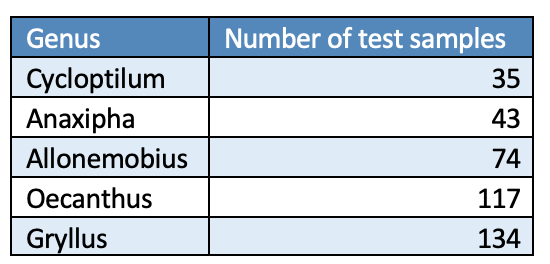 Genus Number of test samples
Cycloptilum 35
Anaxipha 43
Allonemobius 74
Oecanthus 117
Gryllus 134